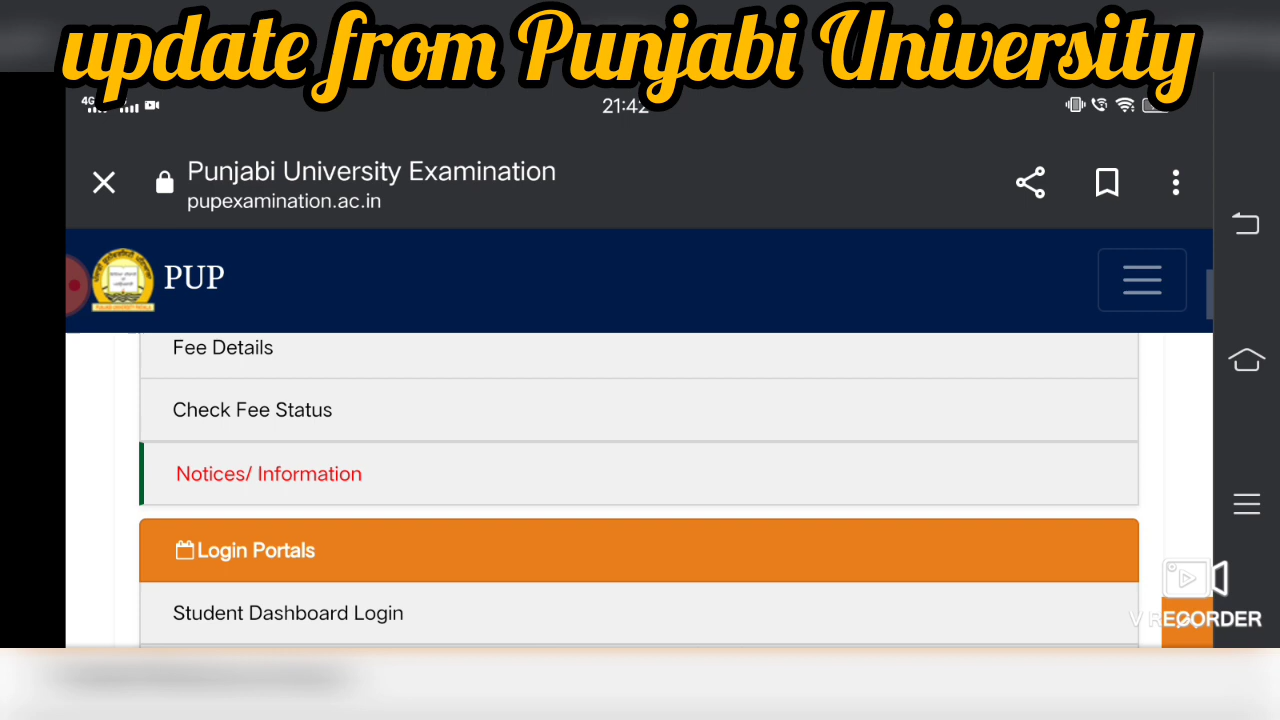 update from Punjabi University
4G
21:42
Punjabi University Examination
pupexamination.ac.in
PUP
Fee Details
Check Fee Status
Notices/ Information
Login Portals
Student Dashboard Login
V RECORDER